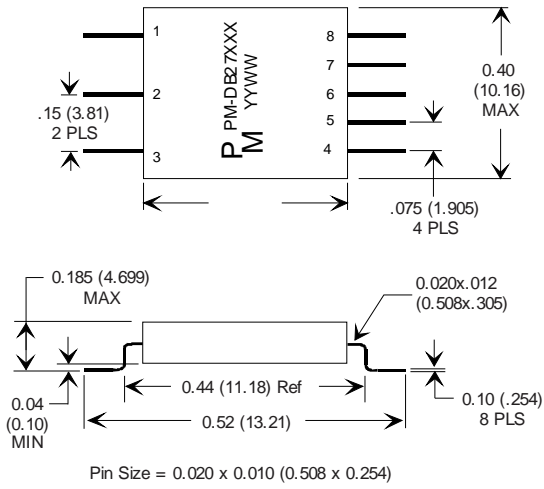 1
8
2
7
3
6
5
4
PM-DB27XXX
YYWW
PM
.15 (3.81)
2 PLS
0.40
(10.16)
MAX
.075 (1.905)
4 PLS
0.185 (4.699)
MAX
0.020x.012
(0.508x.305)
0.04
(0.10)
MIN
0.44 (11.18) Ref
0.52 (13.21)
0.10 (.254)
8 PLS
Pin Size = 0.020 x 0.010 (0.508 x 0.254)